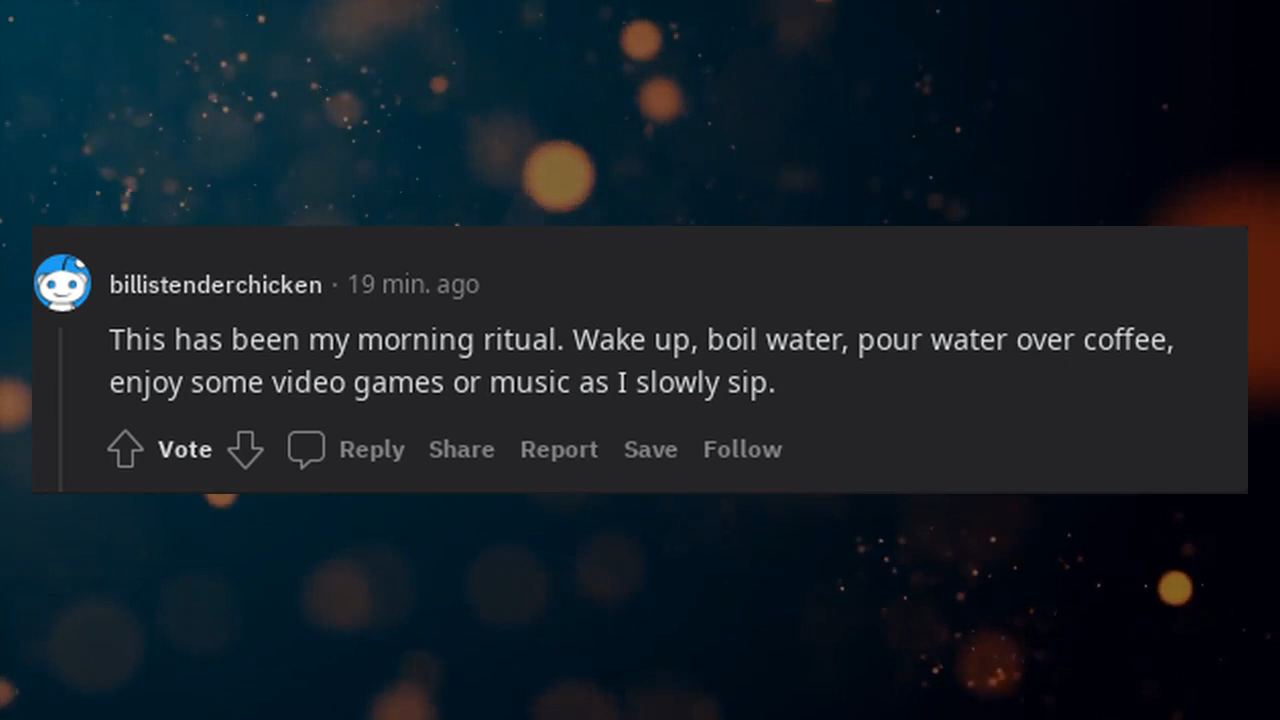 billistenderchicken · 19 min. ago
This has been my morning ritual. Wake up, boil water, pour water over coffee,
enjoy some video games or music as I slowly sip.
Vote Reply Share Report Save Follow